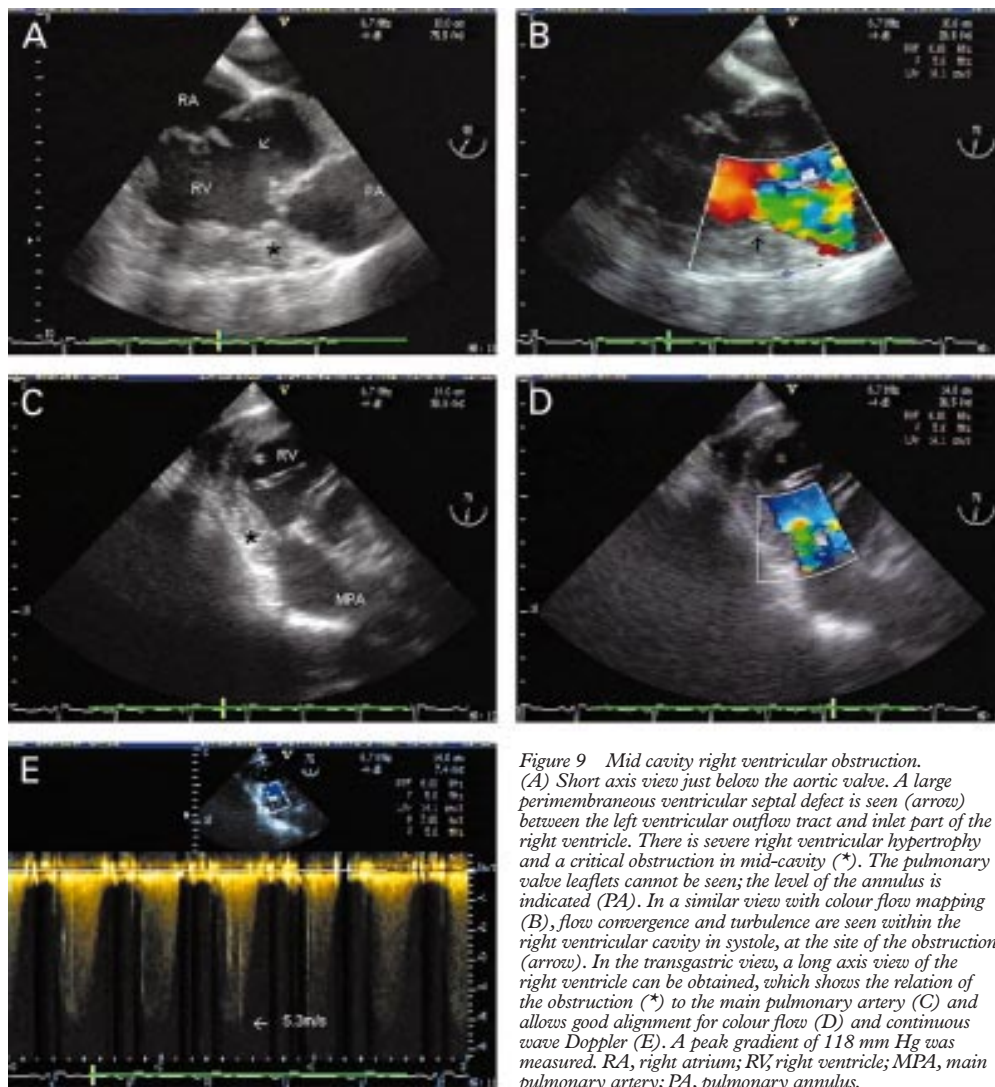 A
RA
RV
PA
*
B
C
RV
*
MPA
D
E
5.3m/s
Figure 9 Mid cavity right ventricular obstruction.
(A) Short axis view just below the aortic valve. A large
perimembraneous ventricular septal defect is seen (arrow)
between the left ventricular outflow tract and inlet part of the
right ventricle. There is severe right ventricular hypertrophy
and a critical obstruction in mid-cavity (*). The pulmonary
valve leaflets cannot be seen; the level of the annulus is
indicated (PA). In a similar view with colour flow mapping
(B), flow convergence and turbulence are seen within the
right ventricular cavity in systole, at the site of the obstruction
(arrow). In the transgastric view, a long axis view of the
right ventricle can be obtained, which shows the relation of
the obstruction (*) to the main pulmonary artery (C) and
allows good alignment for colour flow (D) and continuous
wave Doppler (E). A peak gradient of 118 mm Hg was
measured. RA, right atrium; RV, right ventricle; MPA, main
pulmonary artery; PA, pulmonary annulus.